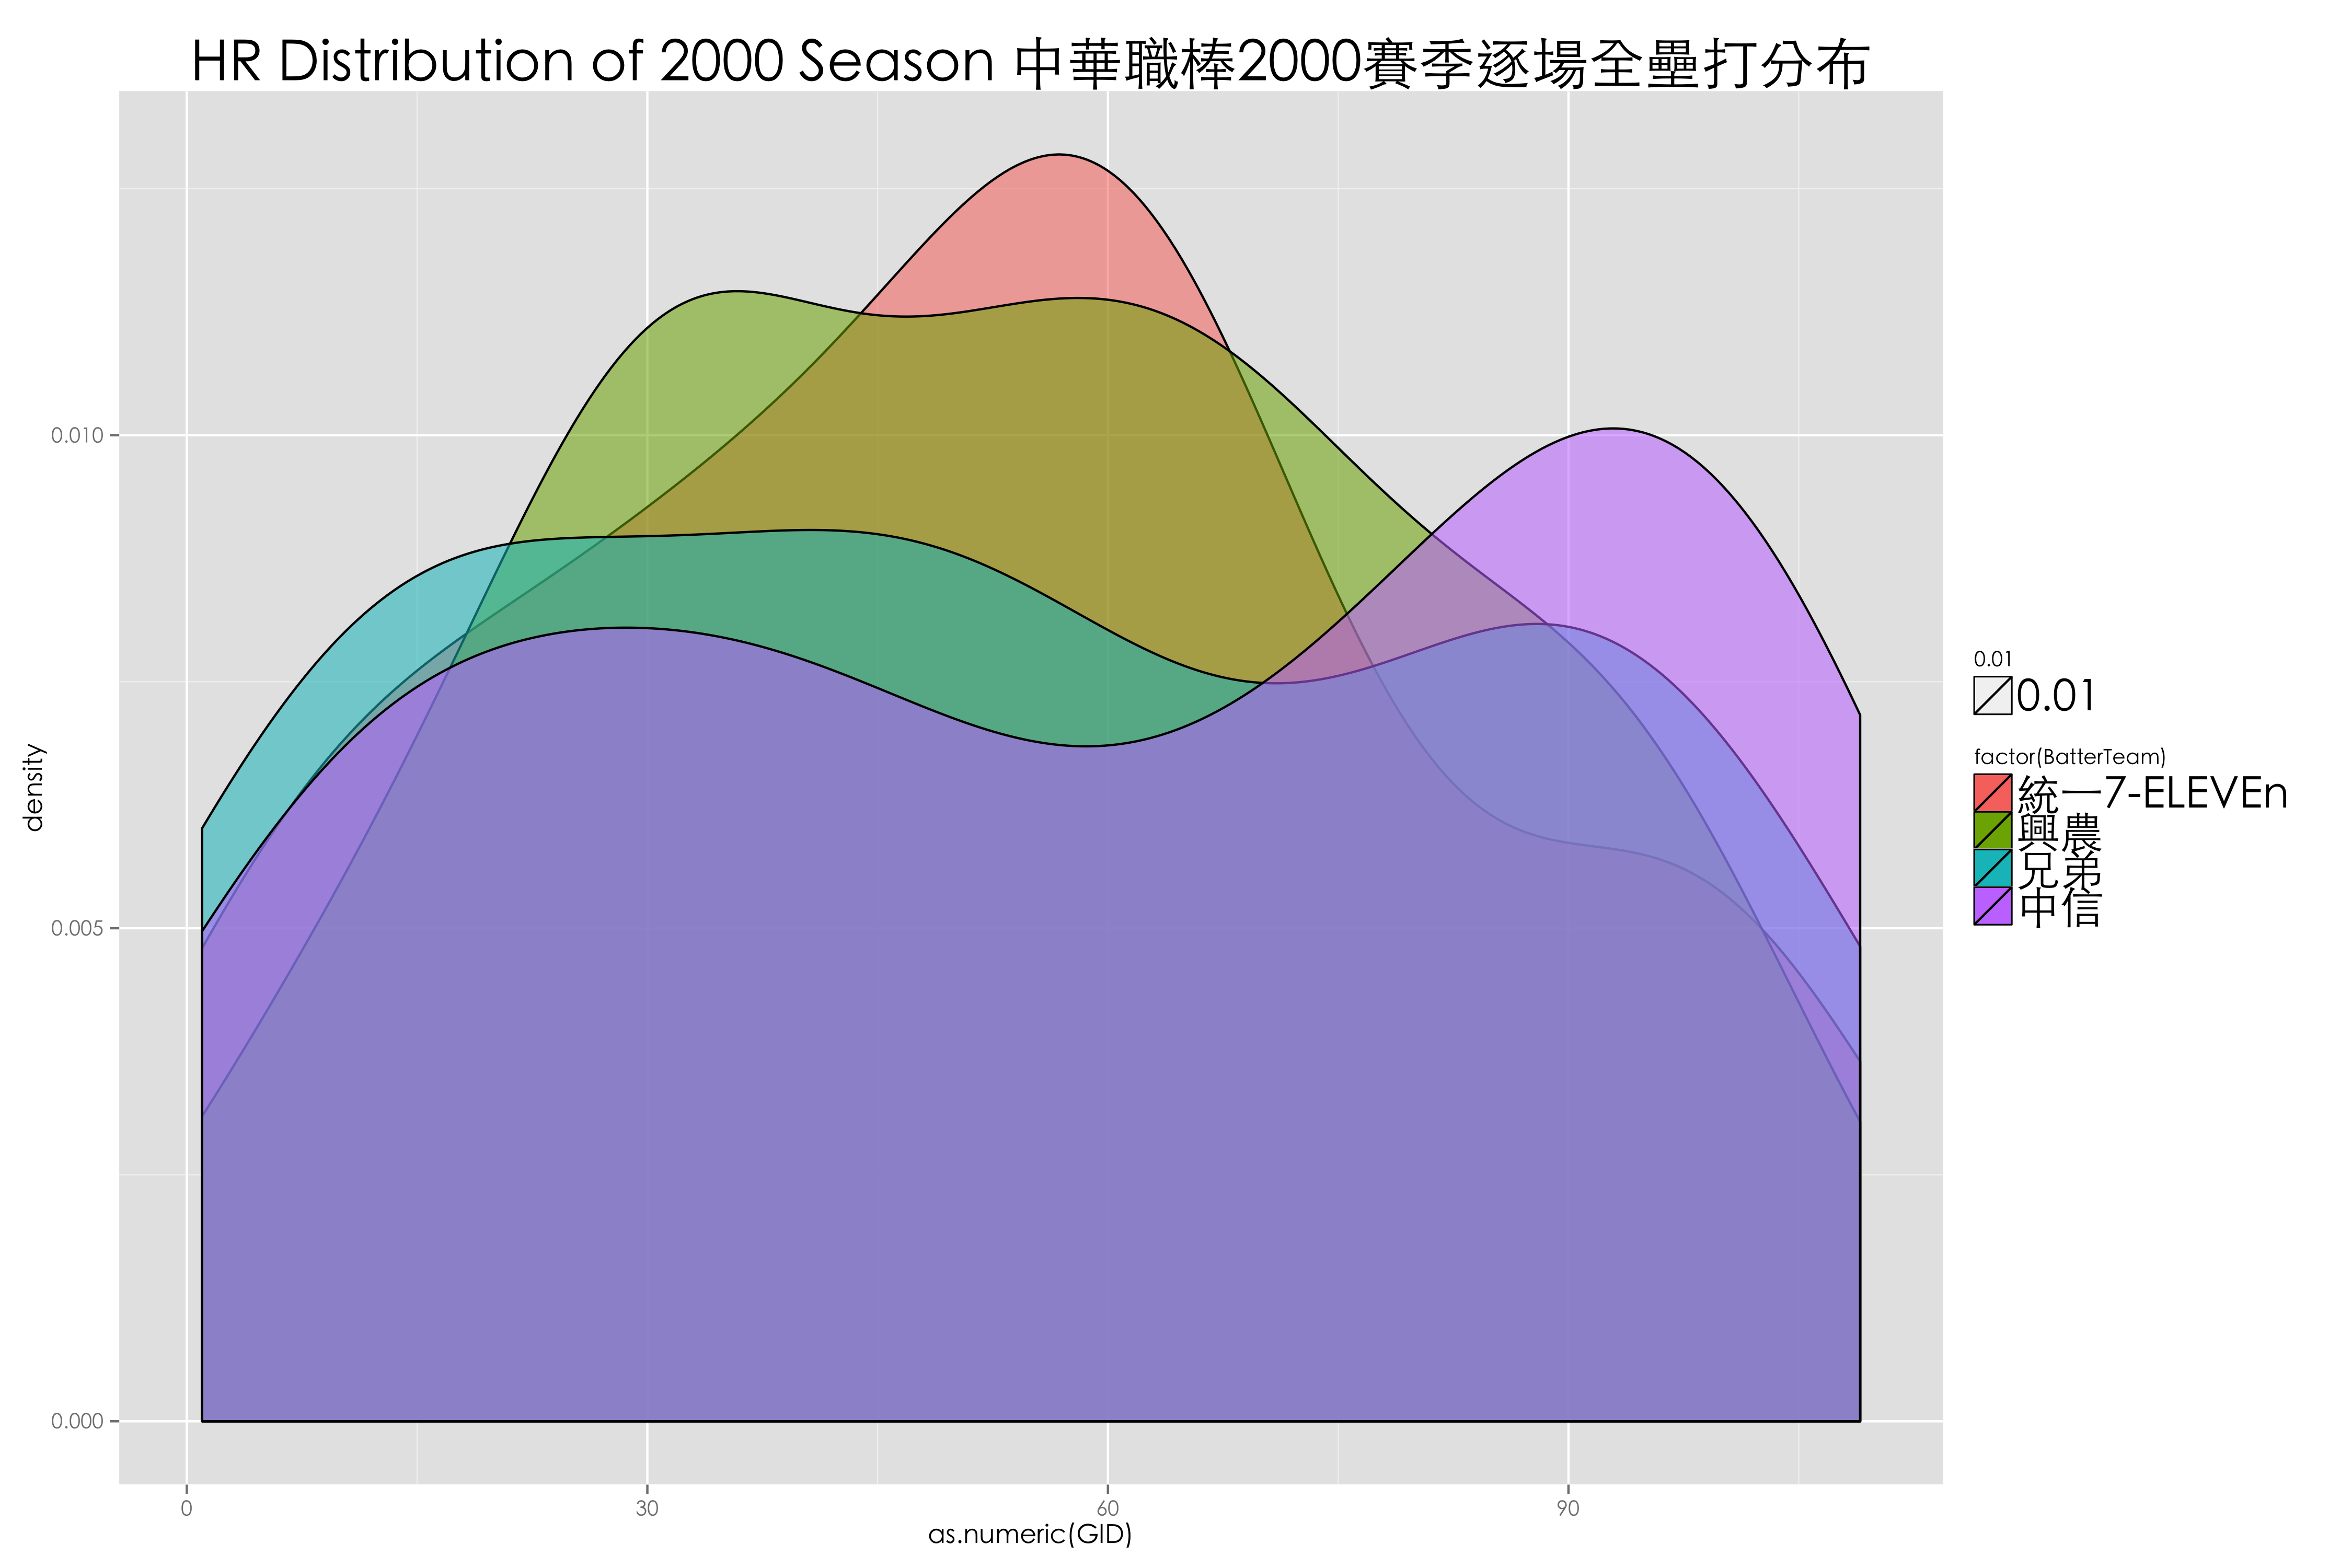 HR Distribution of 2000 Season 中華職棒2000賽季逐場全壘打分布
density
0.010
0.005
0.000
0
30
60
90
as.numeric(GID)
0.01
0.01
factor(BatterTeam)
統一7-ELEVEn
興農
兄弟
中信